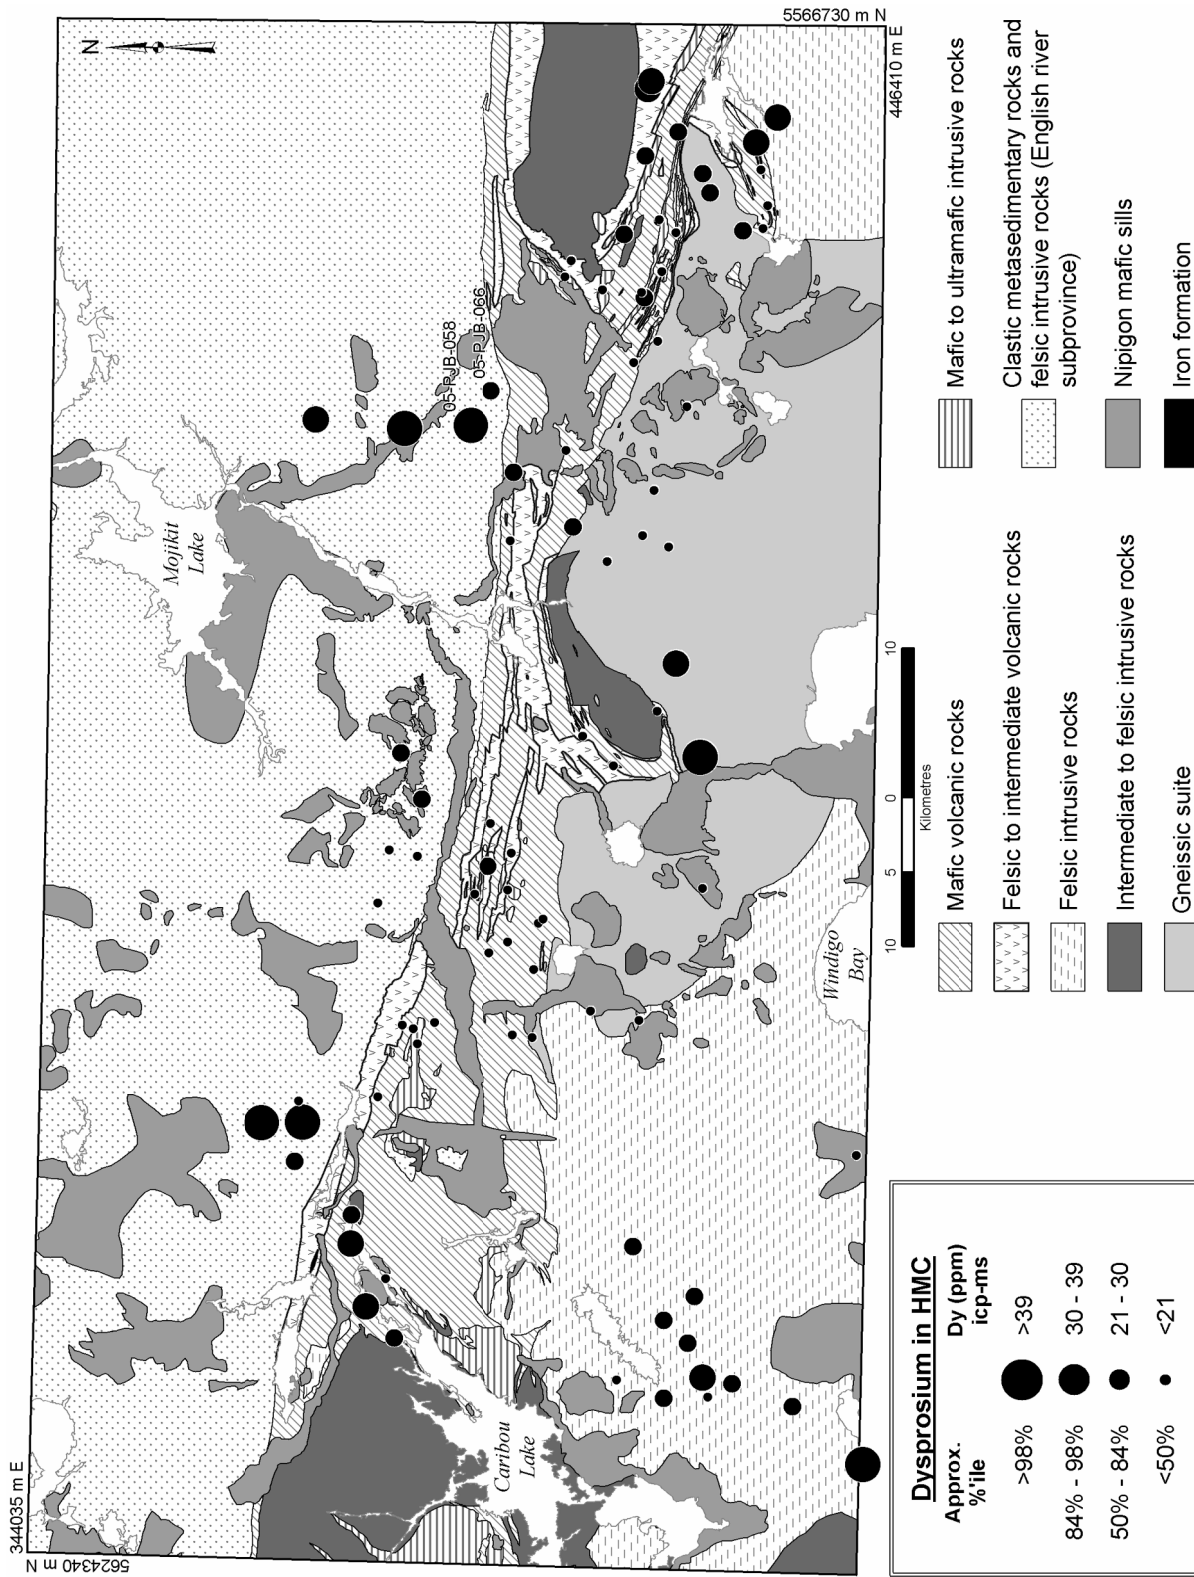 344035 m E
5624340 m N
N
5566730 m N
446410 m E
Mojikit
Lake
05-PJB-058
05-PJB-066
Caribou
Lake
Windigo
Bay
10
5
0
10
Kilometres
Dysprosium in HMC
Approx.
%'ile
Dy (ppm)
icp-ms
>98%
>39
84% - 98%
30 - 39
50% - 84%
21 - 30
<50%
<21
Mafic volcanic rocks
Felsic to intermediate volcanic rocks
Felsic intrusive rocks
Intermediate to felsic intrusive rocks
Gneissic suite
Mafic to ultramafic intrusive rocks
Clastic metasedimentary rocks and
felsic intrusive rocks (English river
subprovince)
Nipigon mafic sills
Iron formation